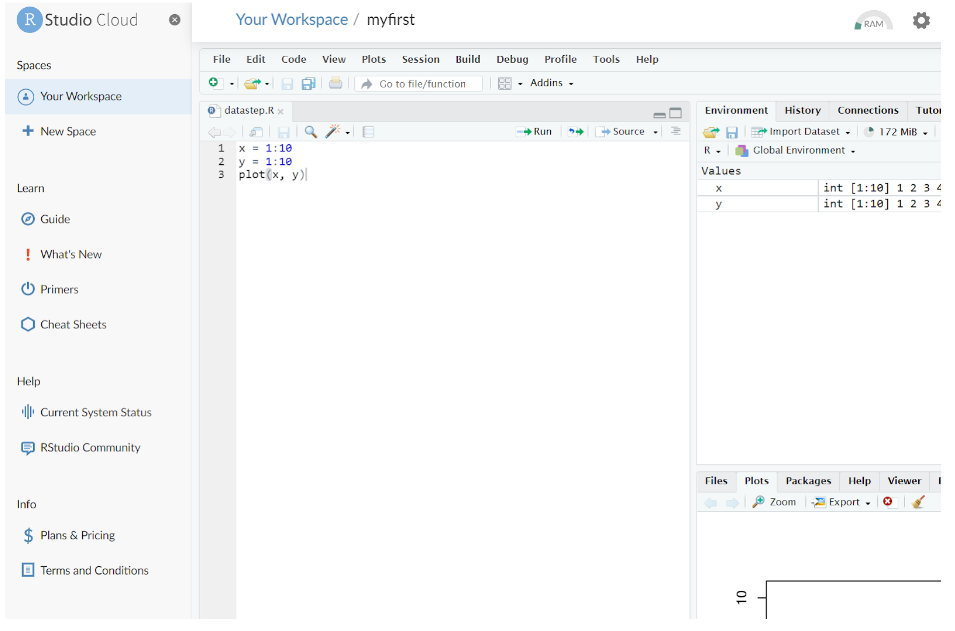 R Studio Cloud
Your Workspace / myfirst
RAM
Spaces
Your Workspace
New Space
Learn
Guide
What's New
Primers
Cheat Sheets
Help
Current System Status
RStudio Community
Info
Plans & Pricing
Terms and Conditions
File Edit Code View Plots Session Build Debug Profile Tools Help
Go to file/function Addins
datastep.R
Run Source
1 x = 1:10
2 y = 1:10
3 plot(x, y)
Environment History Connections Tutor
Import Dataset 172 MiB
R Global Environment
Values
x int [1:10] 1 2 3 4
y int [1:10] 1 2 3 4
Files Plots Packages Help Viewer
Zoom Export
10